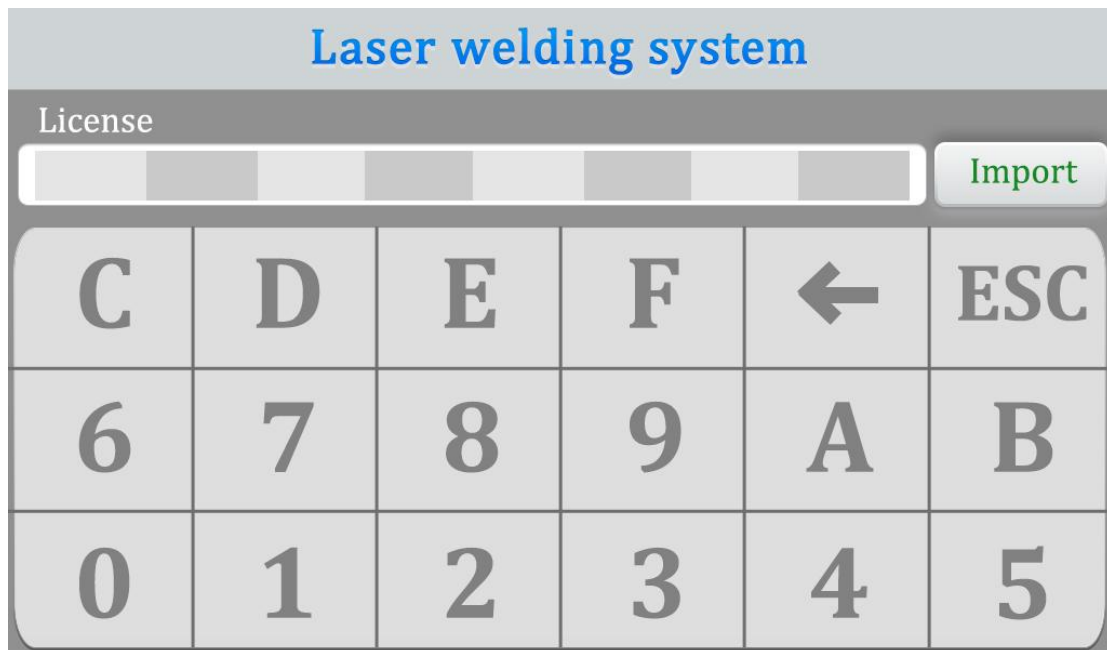 Laser welding system
License
Import
C D E F ← ESC
6 7 8 9 A B
0 1 2 3 4 5